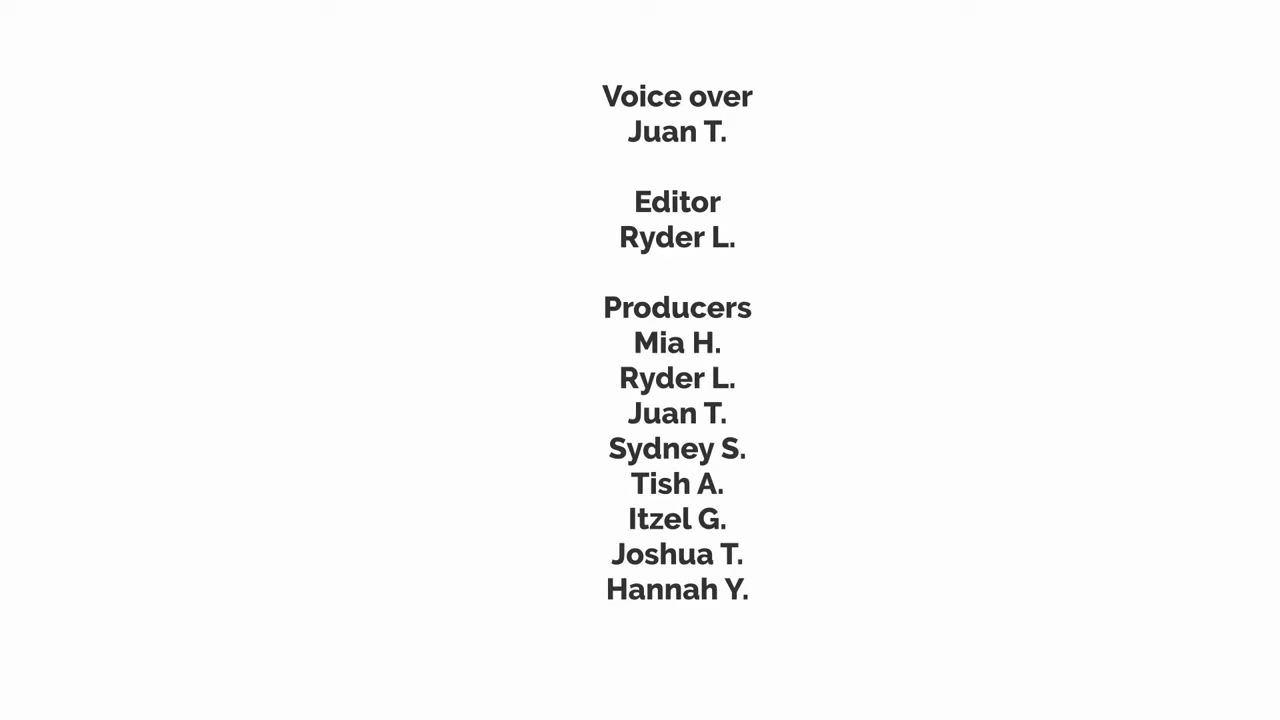 Voice over
Juan T.
Editor
Ryder L.
Producers
Mia H.
Ryder L.
Juan T.
Sydney S.
Tish A.
Itzel G.
Joshua T.
Hannah Y.